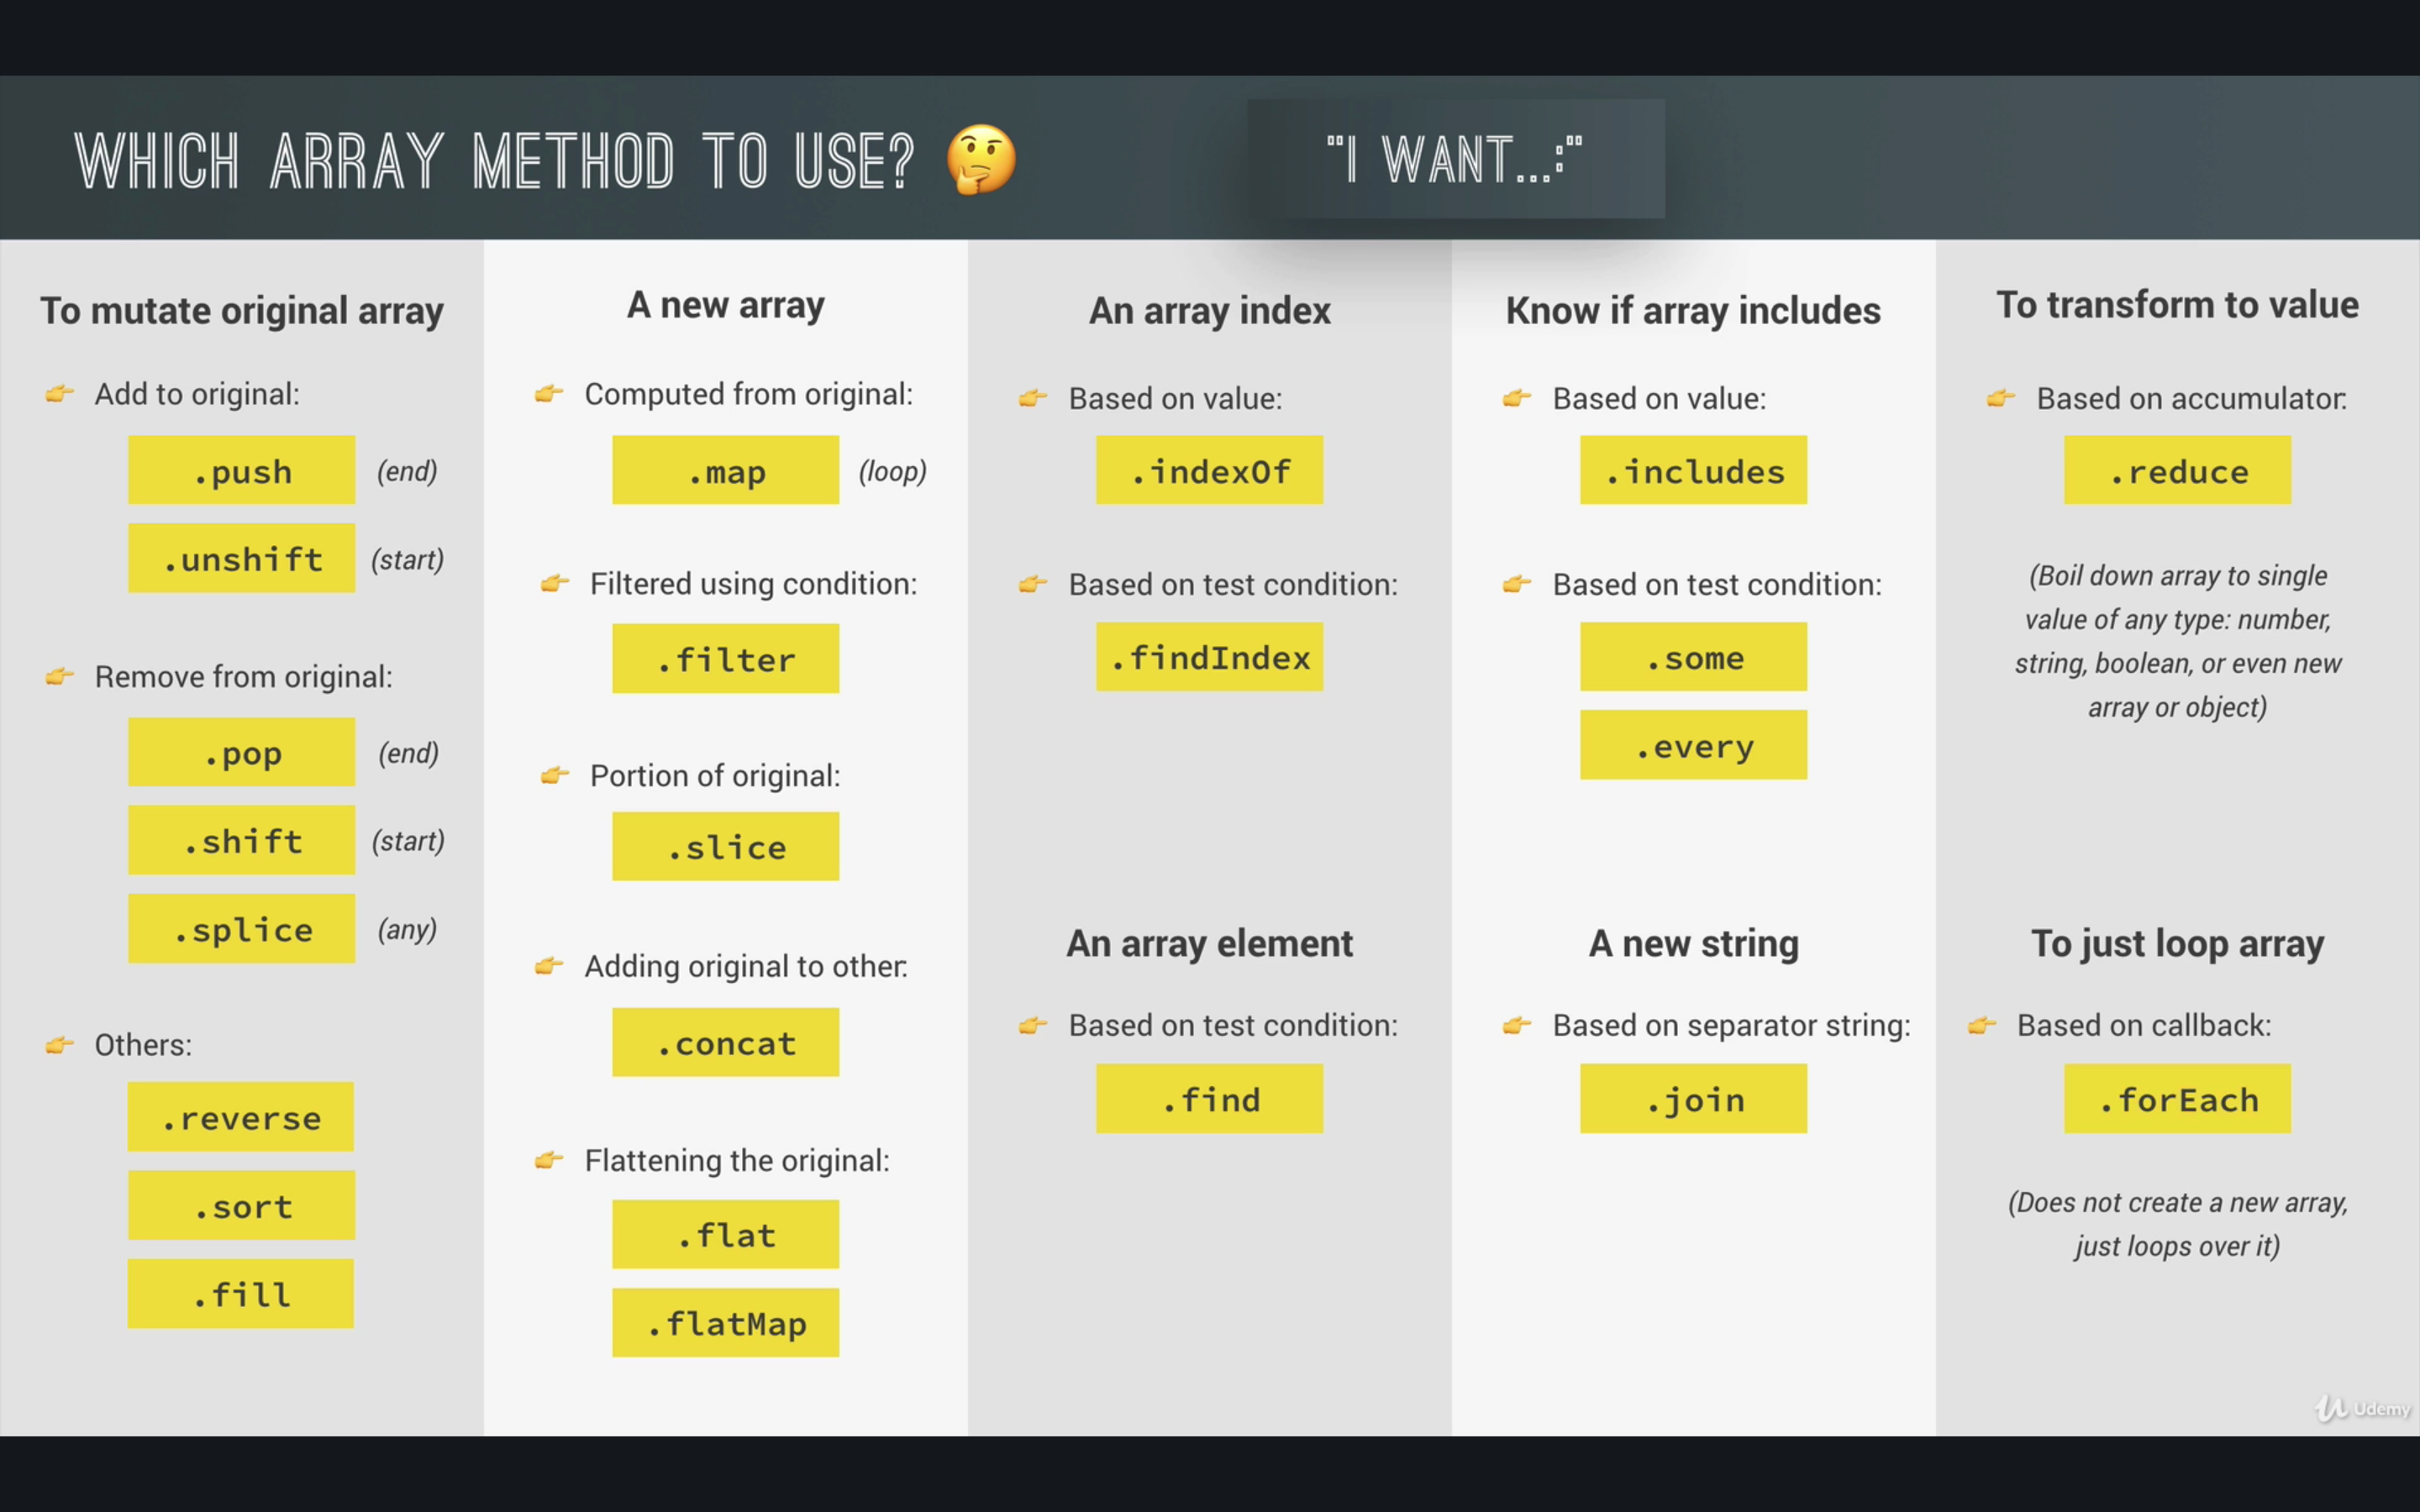 WHICH ARRAY METHOD TO USE? 🤔
"I WANT...:"
To mutate original array
👉 Add to original:
.push (end)
.unshift (start)
👉 Remove from original:
.pop (end)
.shift (start)
.splice (any)
👉 Others:
.reverse
.sort
.fill
A new array
👉 Computed from original:
.map (loop)
👉 Filtered using condition:
.filter
👉 Portion of original:
.slice
👉 Adding original to other:
.concat
👉 Flattening the original:
.flat
.flatMap
An array index
👉 Based on value:
.indexOf
👉 Based on test condition:
.findIndex
An array element
👉 Based on test condition:
.find
Know if array includes
👉 Based on value:
.includes
👉 Based on test condition:
.some
.every
A new string
👉 Based on separator string:
.join
To transform to value
👉 Based on accumulator:
.reduce
(Boil down array to single
value of any type: number,
string, boolean, or even new
array or object)
To just loop array
👉 Based on callback:
.forEach
(Does not create a new array,
just loops over it)
Udemy